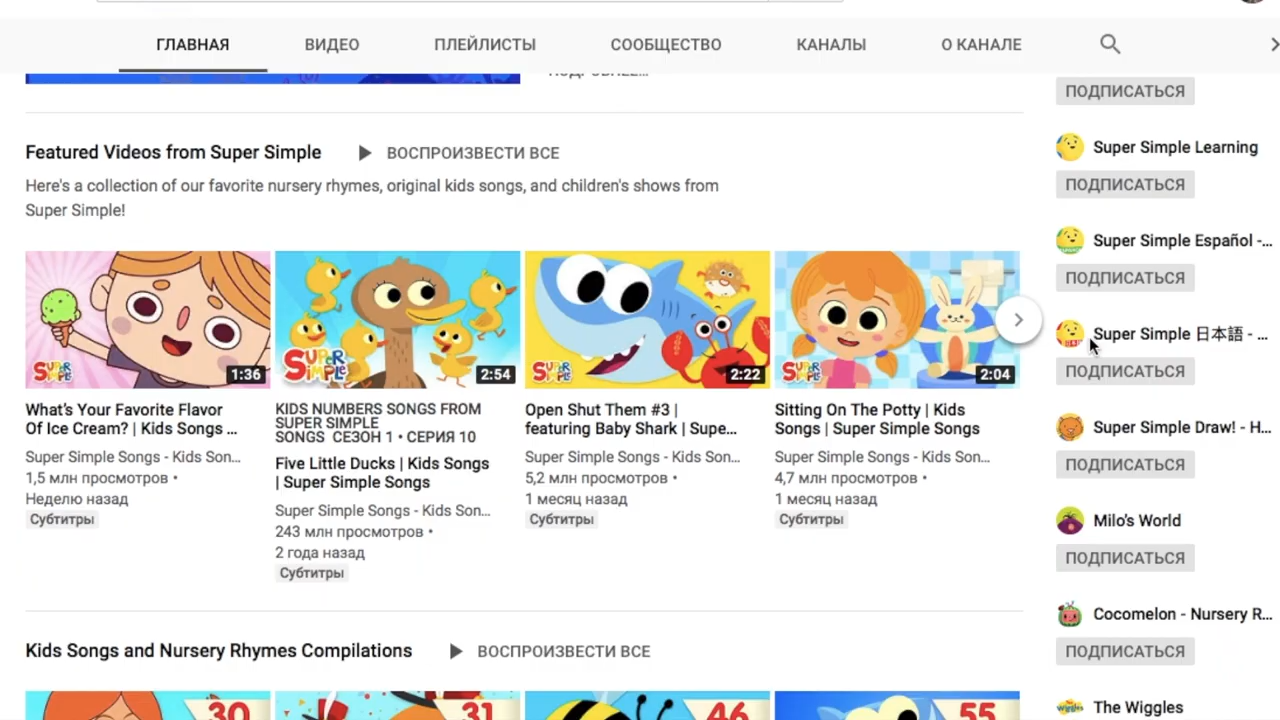 ГЛАВНАЯ ВИДЕО ПЛЕЙЛИСТЫ СООБЩЕСТВО КАНАЛЫ О КАНАЛЕ
ПОДПИСАТЬСЯ
Featured Videos from Super Simple ВОСПРОИЗВЕСТИ ВСЕ
Here's a collection of our favorite nursery rhymes, original kids songs, and children's shows from
Super Simple!
SUPER SIMPLE 1:36
SUPER SIMPLE 2:54
SUPER SIMPLE 2:22
SUPER SIMPLE 2:04
What's Your Favorite Flavor
Of Ice Cream? | Kids Songs ...
Super Simple Songs - Kids Son...
1,5 млн просмотров •
Неделю назад
Субтитры
KIDS NUMBERS SONGS FROM
SUPER SIMPLE
SONGS СЕЗОН 1 • СЕРИЯ 10
Five Little Ducks | Kids Songs
| Super Simple Songs
Super Simple Songs - Kids Son...
243 млн просмотров •
2 года назад
Субтитры
Open Shut Them #3 |
featuring Baby Shark | Supe...
Super Simple Songs - Kids Son...
5,2 млн просмотров •
1 месяц назад
Субтитры
Sitting On The Potty | Kids
Songs | Super Simple Songs
Super Simple Songs - Kids Son...
4,7 млн просмотров •
1 месяц назад
Субтитры
Kids Songs and Nursery Rhymes Compilations ВОСПРОИЗВЕСТИ ВСЕ
30
31
46
55
Super Simple Learning
ПОДПИСАТЬСЯ
Super Simple Español -...
ПОДПИСАТЬСЯ
Super Simple 日本語 - ...
ПОДПИСАТЬСЯ
Super Simple Draw! - H...
ПОДПИСАТЬСЯ
Milo's World
ПОДПИСАТЬСЯ
Cocomelon - Nursery R...
ПОДПИСАТЬСЯ
The Wiggles